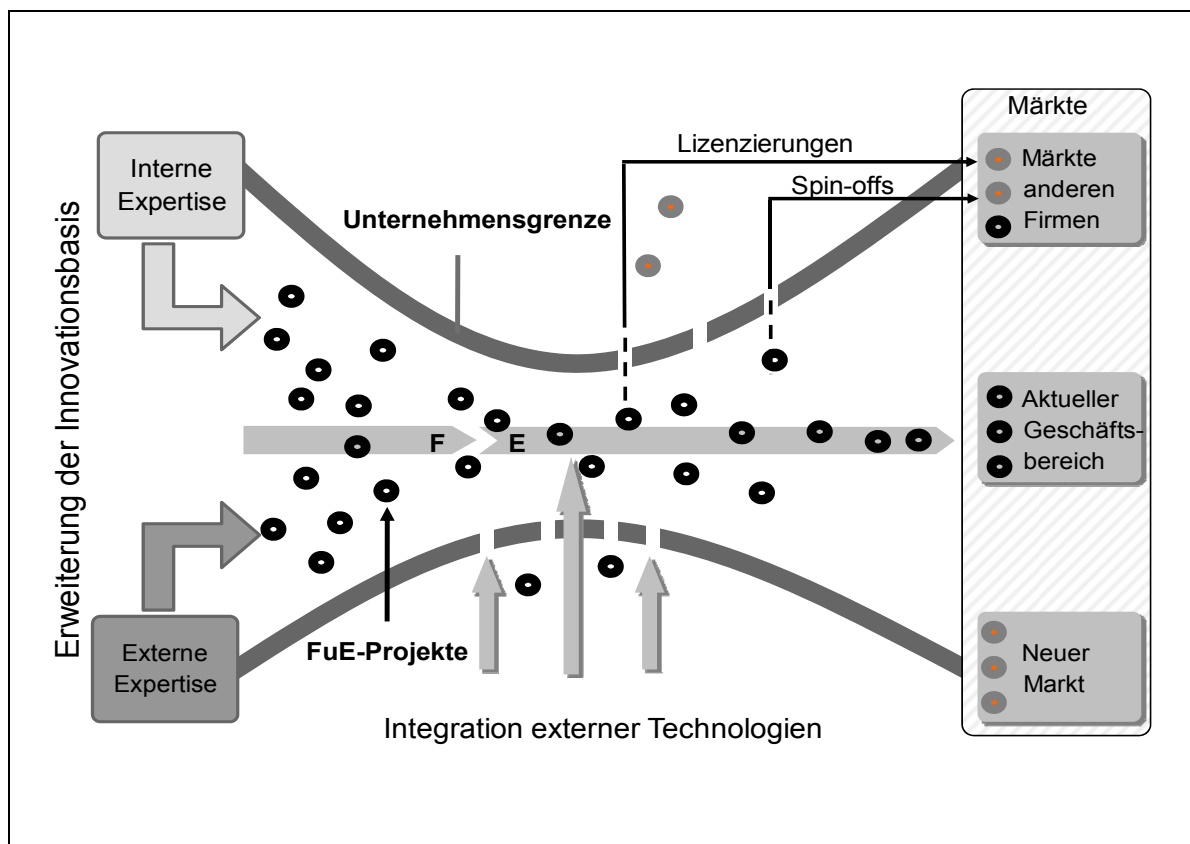 Märkte
Lizenzierungen
Interne
Expertise
Märkte
anderen
Firmen
Spin-offs
Unternehmensgrenze
Erweiterung der Innovationsbasis
Aktueller
Geschäfts-
bereich
F
E
FuE-Projekte
Externe
Expertise
Neuer
Markt
Integration externer Technologien